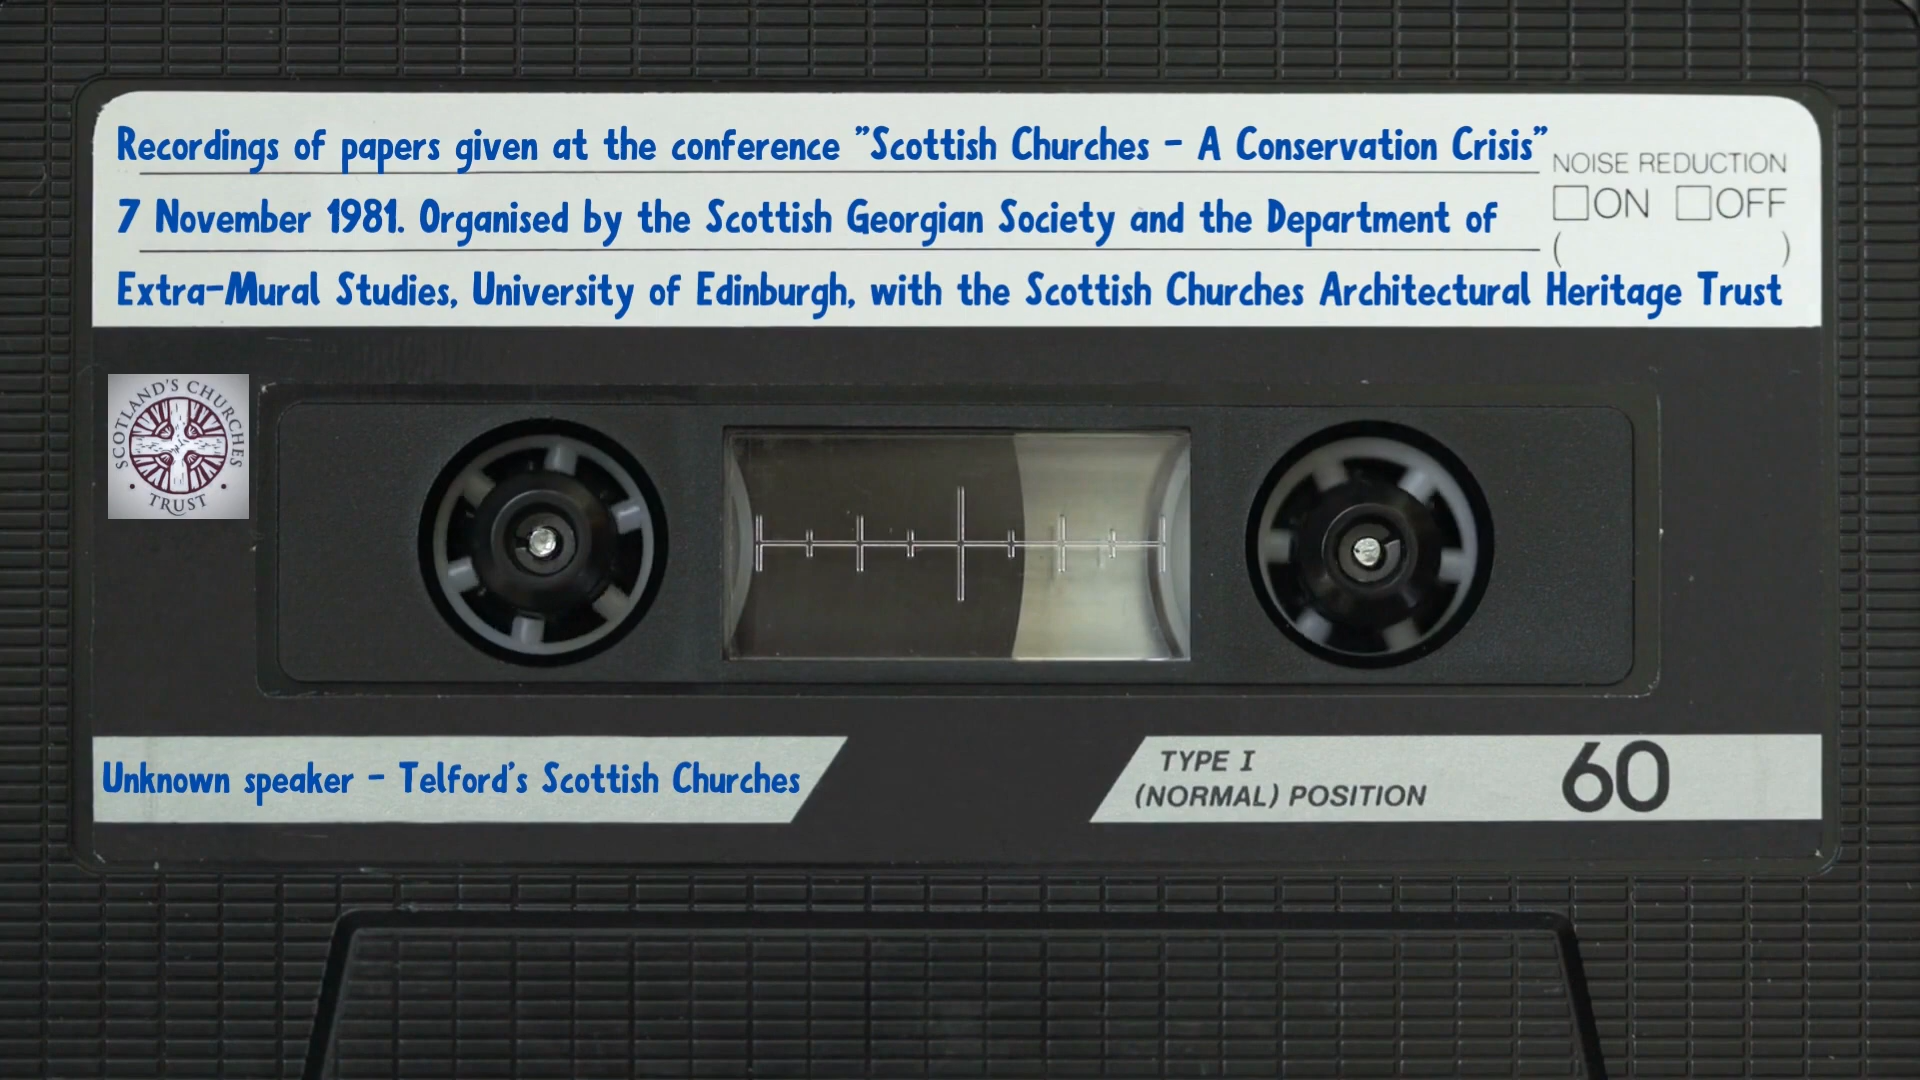 Recordings of papers given at the conference "Scottish Churches - A Conservation Crisis"
7 November 1981. Organised by the Scottish Georgian Society and the Department of
Extra-Mural Studies, University of Edinburgh, with the Scottish Churches Architectural Heritage Trust
NOISE REDUCTION
ON OFF
( )
SCOTLAND'S CHURCHES
• TRUST •
Unknown speaker - Telford's Scottish Churches
TYPE I
(NORMAL) POSITION
60